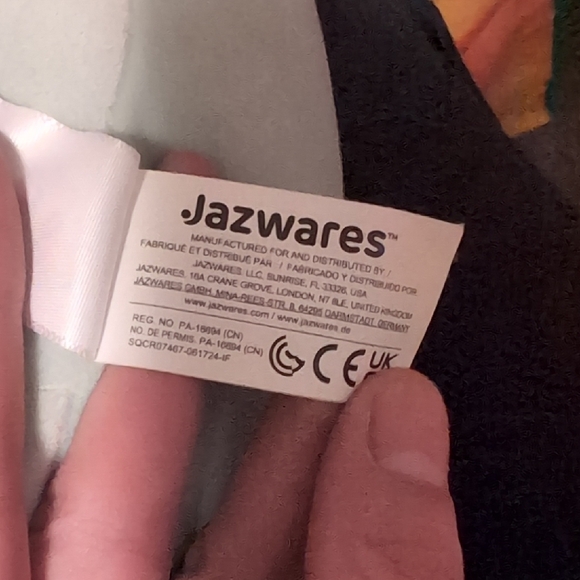 Jazwares™
MANUFACTURED FOR AND DISTRIBUTED BY /
FABRIQUÉ ET DISTRIBUÉ PAR / FABRICADO Y DISTRIBUIDO POR
JAZWARES, LLC, SUNRISE, FL 33326, USA
JAZWARES, 16A CRANE GROVE, LONDON, N7 8LE, UNITED KINGDOM
JAZWARES GMBH, MINA-REES-STR. 8, 64295 DARMSTADT, GERMANY
www.jazwares.com / www.jazwares.de
REG. NO. PA-16694 (CN)
NO. DE PERMIS. PA-16694 (CN)
SQCR07467-061724-IF
CE UK